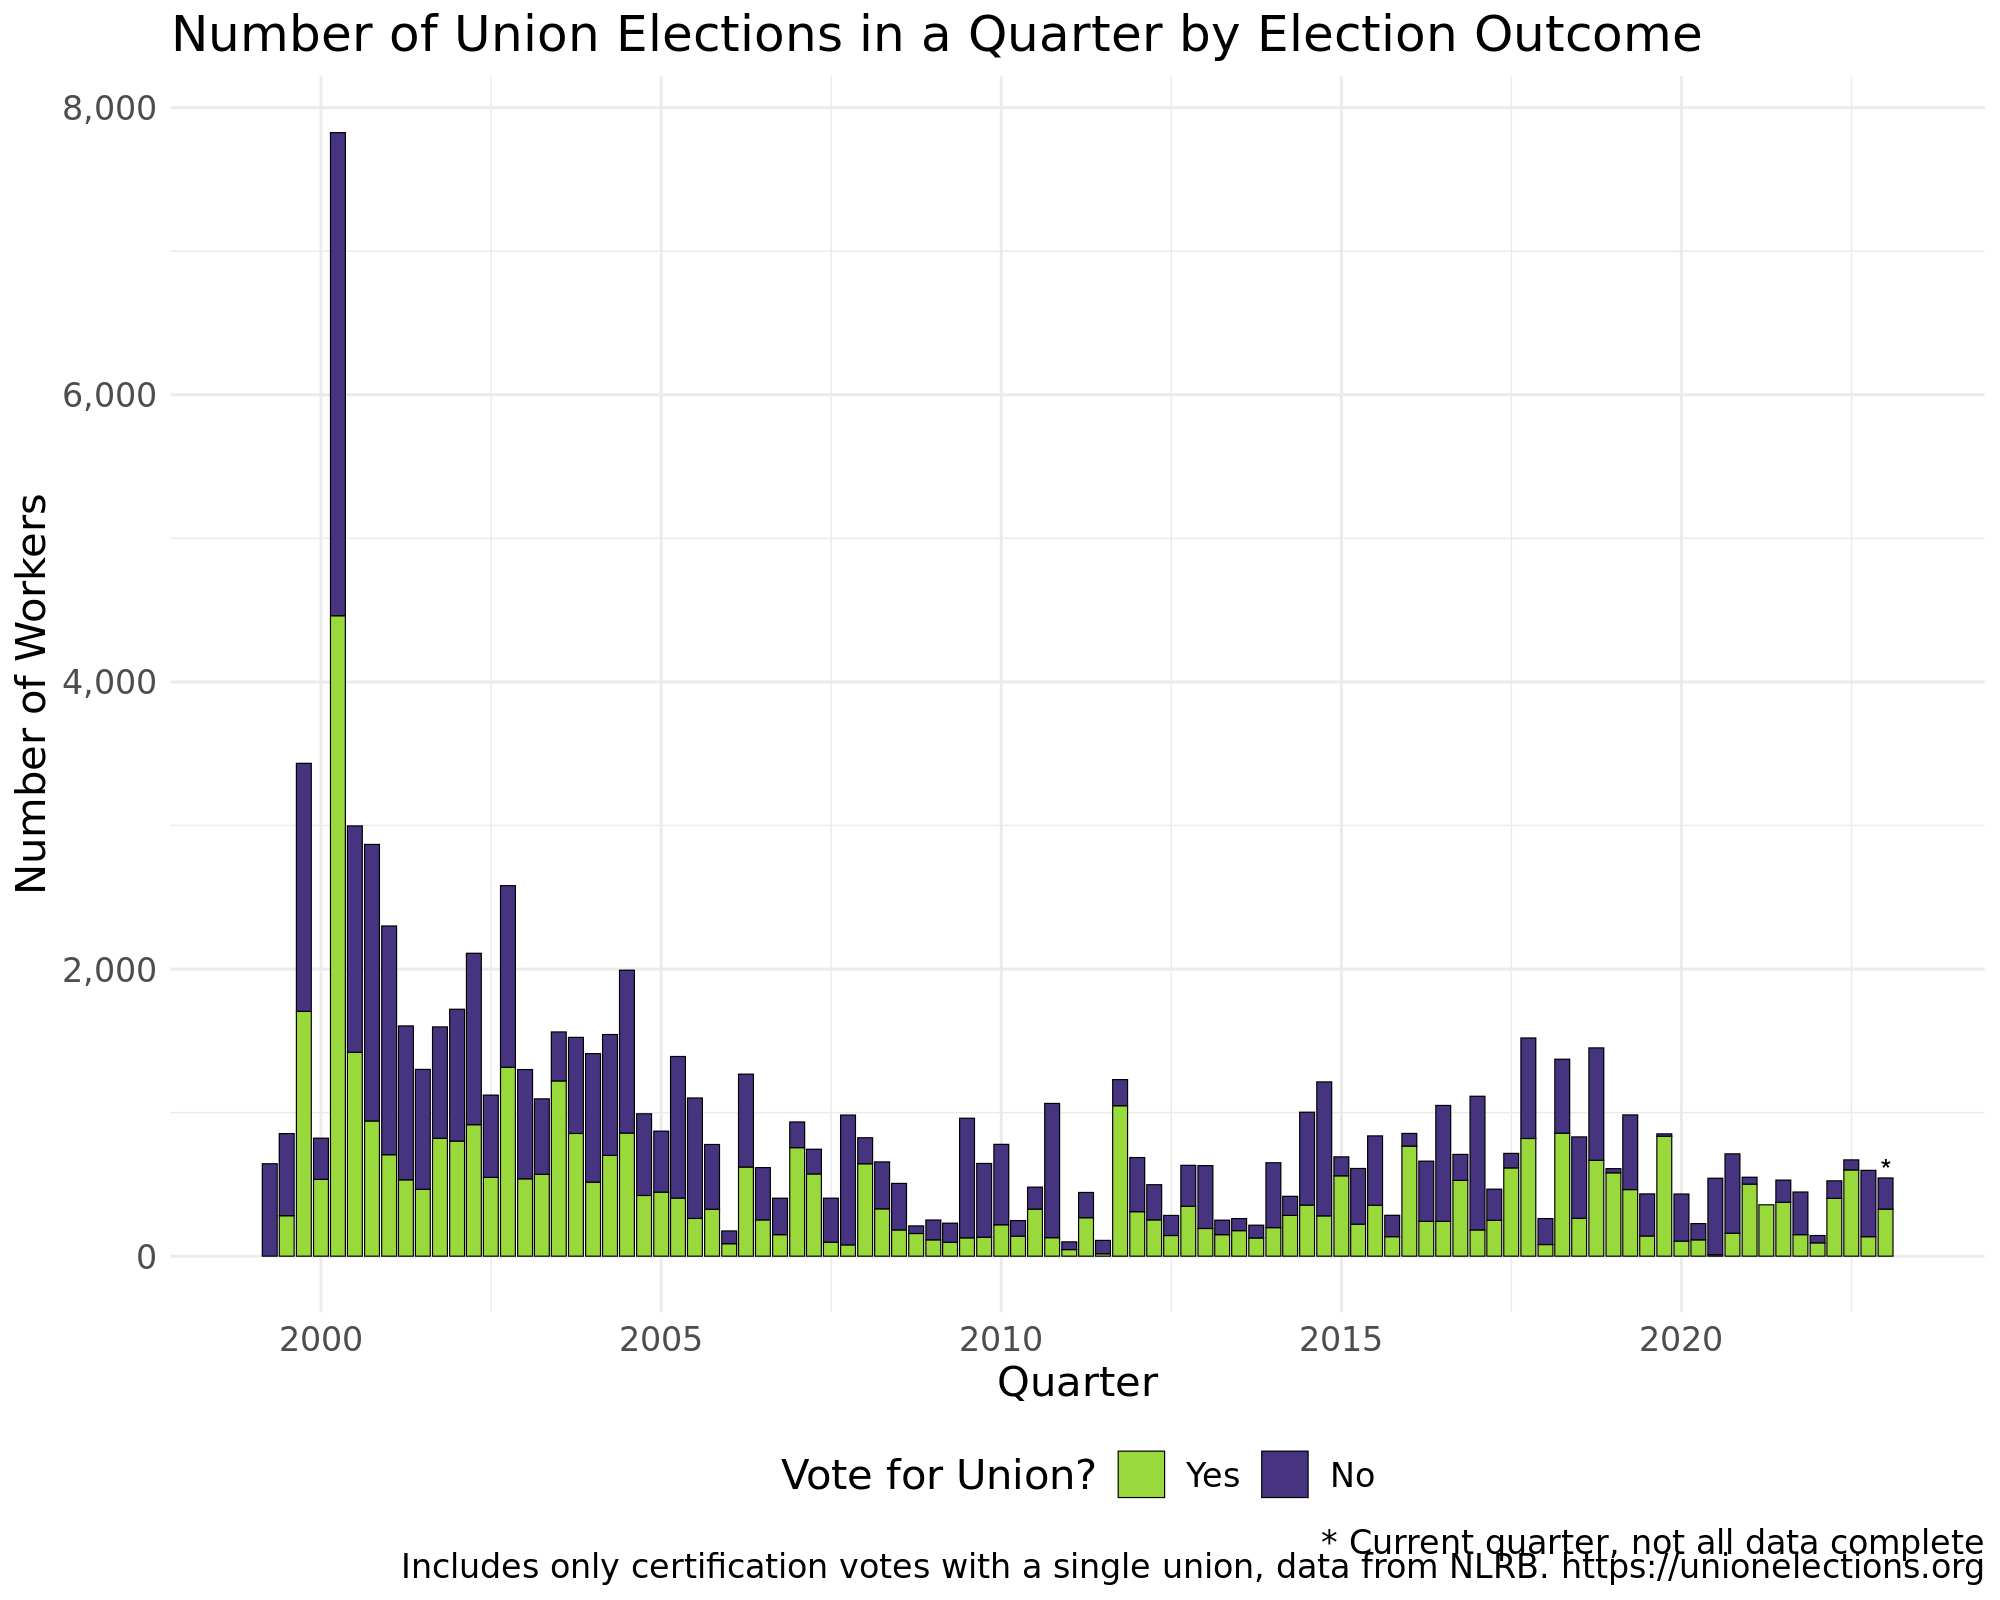 Number of Union Elections in a Quarter by Election Outcome
8,000
6,000
4,000
2,000
0
Number of Workers
*
2000 2005 2010 2015 2020
Quarter
Vote for Union? Yes No
* Current quarter, not all data complete
Includes only certification votes with a single union, data from NLRB. https://unionelections.org